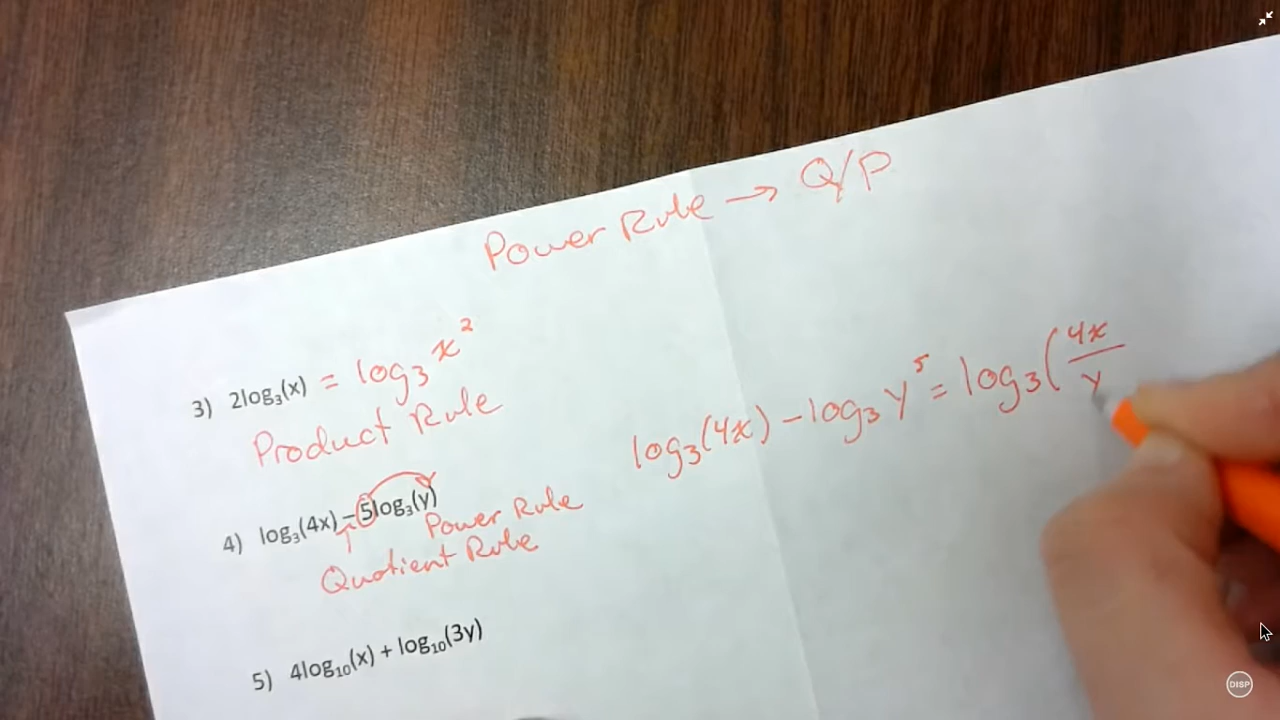 Power Rule → Q/P
3) 2log₃(x) = log₃ x²
Product Rule
4) log₃(4x) – 5log₃(y)
Power Rule
Quotient Rule
log₃(4x) – log₃ y⁵ = log₃(4x/y
5) 4log₁₀(x) + log₁₀(3y)
DISP